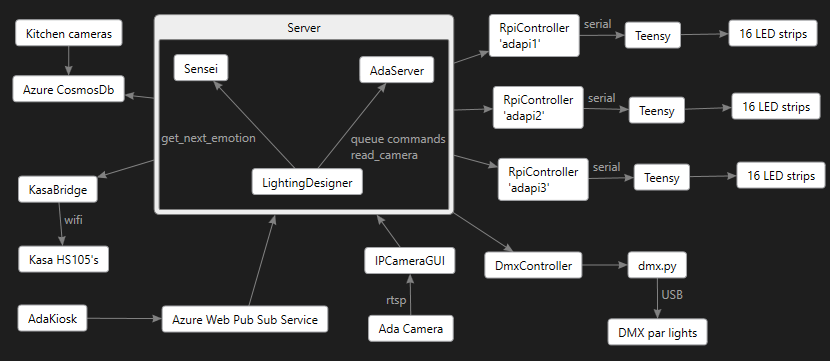 Kitchen cameras
Azure CosmosDb
Server
Sensei
AdaServer
get_next_emotion
queue commands
read_camera
LightingDesigner
RpiController
'adapi1'
serial
Teensy
16 LED strips
RpiController
'adapi2'
serial
Teensy
16 LED strips
RpiController
'adapi3'
serial
Teensy
16 LED strips
KasaBridge
wifi
Kasa HS105's
IPCameraGUI
rtsp
Ada Camera
DmxController
dmx.py
USB
DMX par lights
AdaKiosk
Azure Web Pub Sub Service